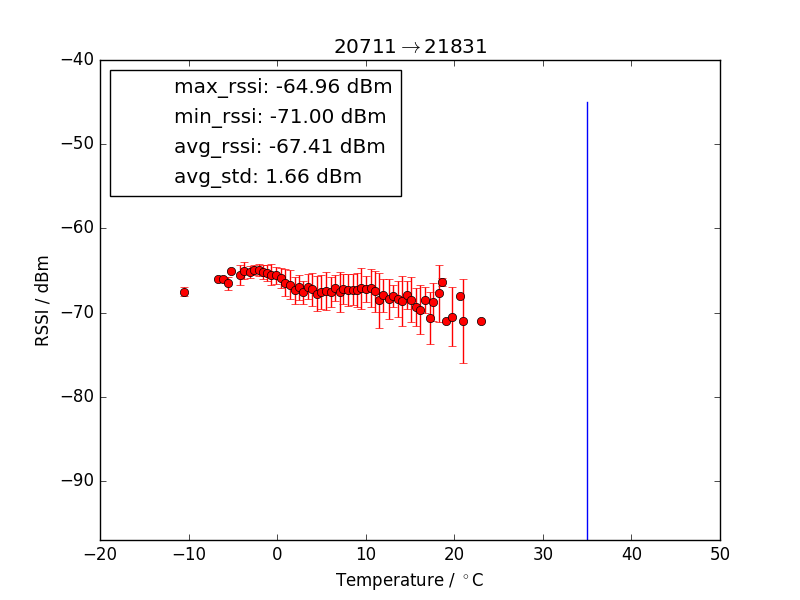 20711→21831
max_rssi: -64.96 dBm
min_rssi: -71.00 dBm
avg_rssi: -67.41 dBm
avg_std: 1.66 dBm
−40
−50
−60
−70
−80
−90
RSSI / dBm
−20 −10 0 10 20 30 40 50
Temperature / °C